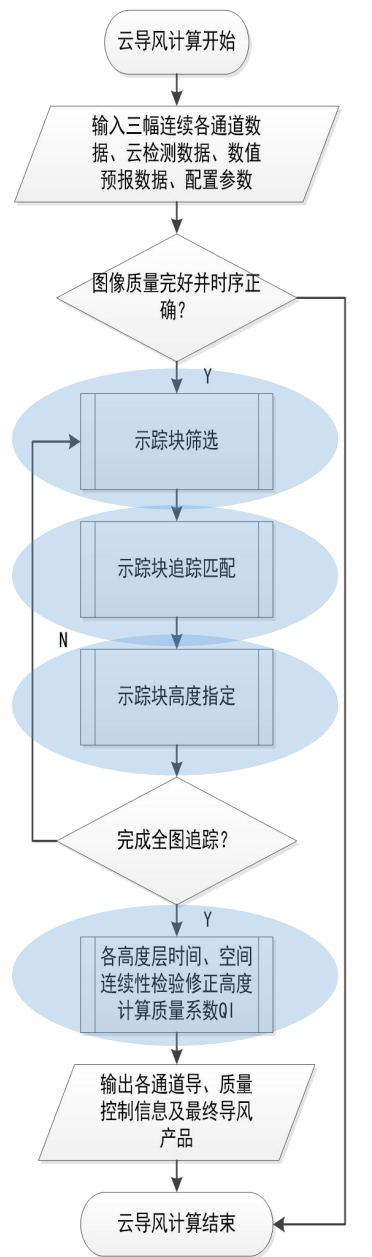 云导风计算开始
输入三幅连续各通道数
据、云检测数据、数值
预报数据、配置参数
图像质量完好并时序正
确？
Y
示踪块筛选
示踪块追踪匹配
N
示踪块高度指定
完成全图追踪？
Y
各高度层时间、空间
连续性检验修正高度
计算质量系数QI
输出各通道导、质量
控制信息及最终导风
产品
云导风计算结束